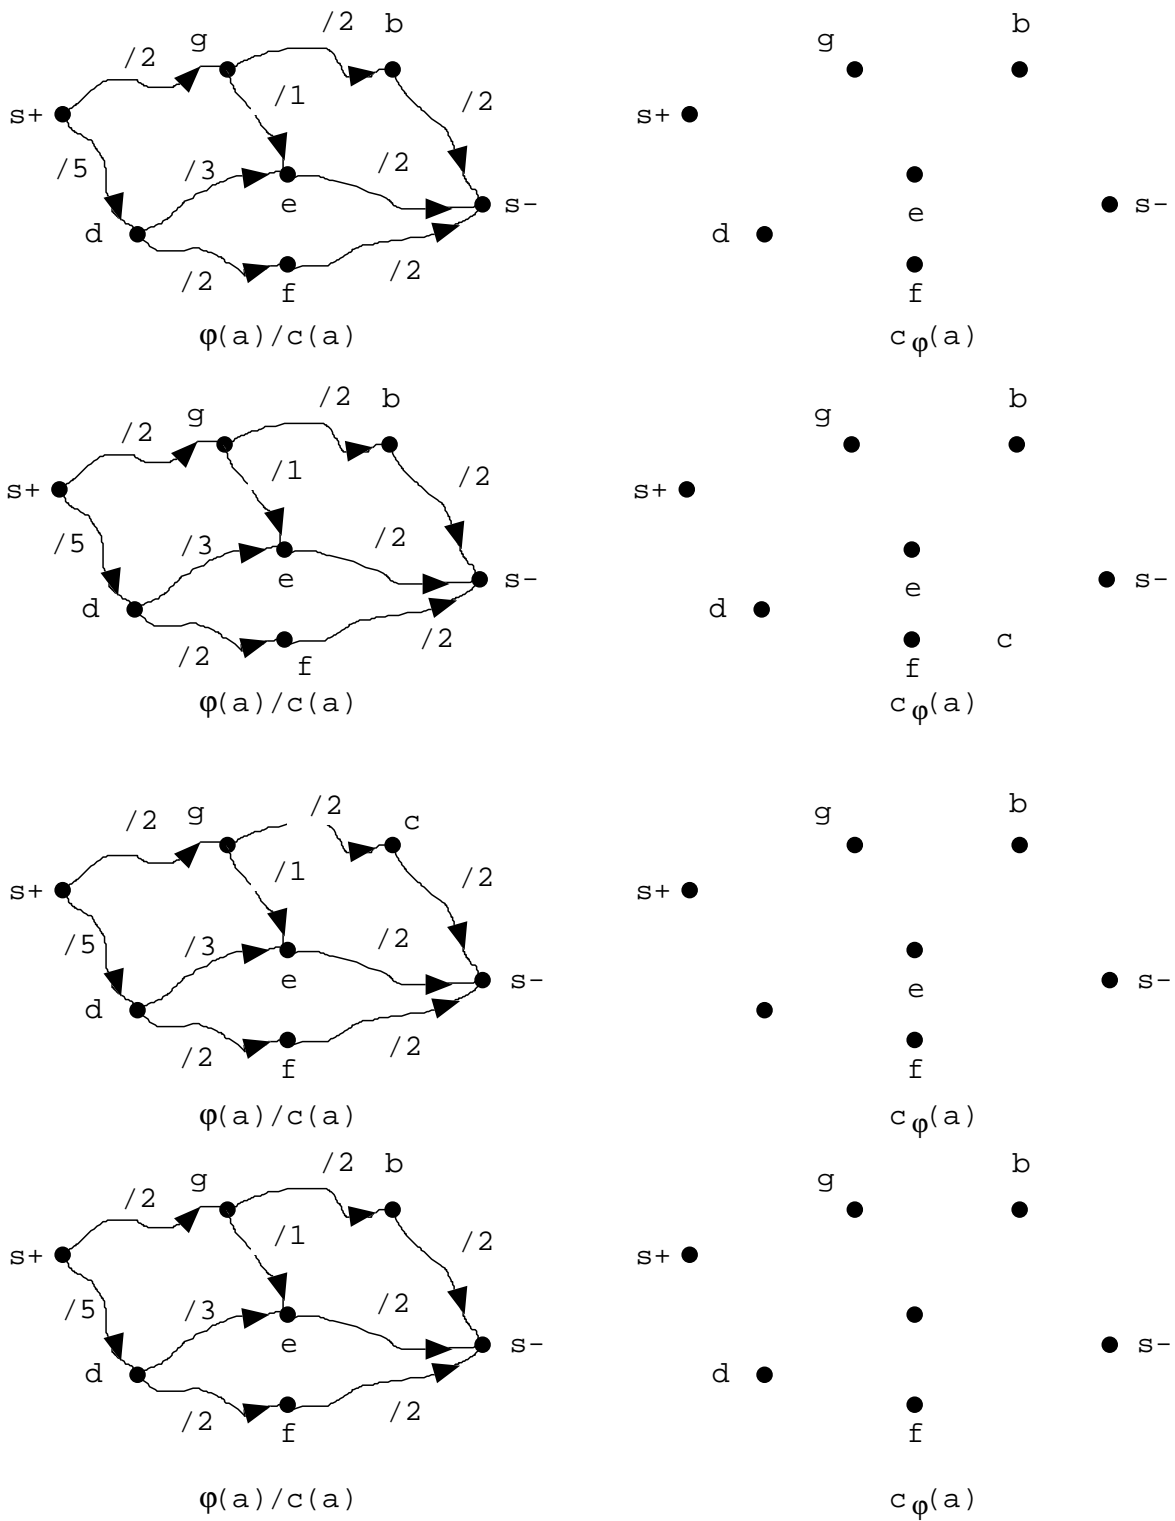 /2 b b
g g
/2
/1 /2
s+ s+
/5 /3 /2
e e s- s-
d d
/2 /2
f f
φ(a)/c(a) cφ(a)
/2 b b
g g
/2
/1 /2
s+ s+
/5 /3 /2
e e s- s-
d d
/2 /2 c
f f
φ(a)/c(a) cφ(a)
/2 b
g c g
/2
/1 /2
s+ s+
/5 /3 /2
e e s- s-
d
/2 /2
f f
φ(a)/c(a) cφ(a)
/2 b b
g g
/2
/1 /2
s+ s+
/5 /3 /2
e s- s-
d d
/2 /2
f f
φ(a)/c(a) cφ(a)